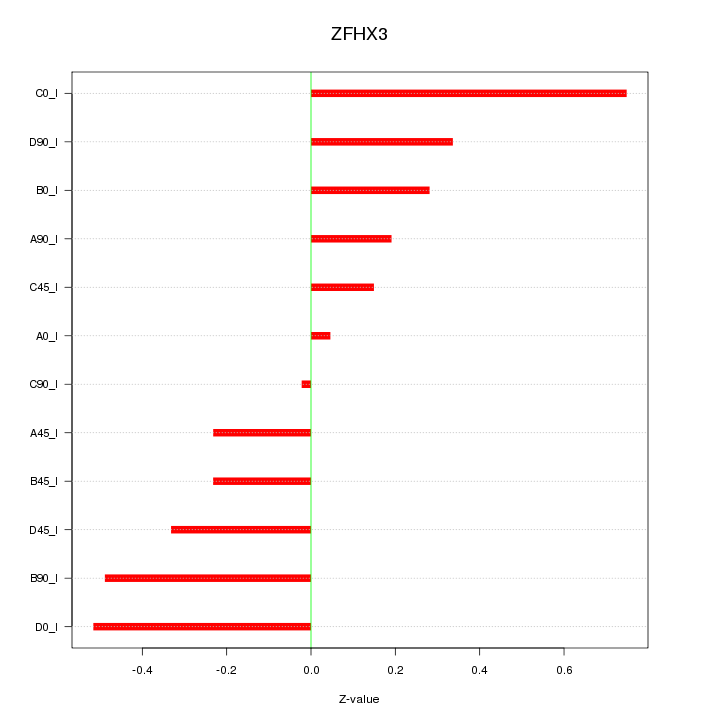 ZFHX3
C0_I
D90_I
B0_I
A90_I
C45_I
A0_I
C90_I
A45_I
B45_I
D45_I
B90_I
D0_I
-0.4 -0.2 0.0 0.2 0.4 0.6
Z-value